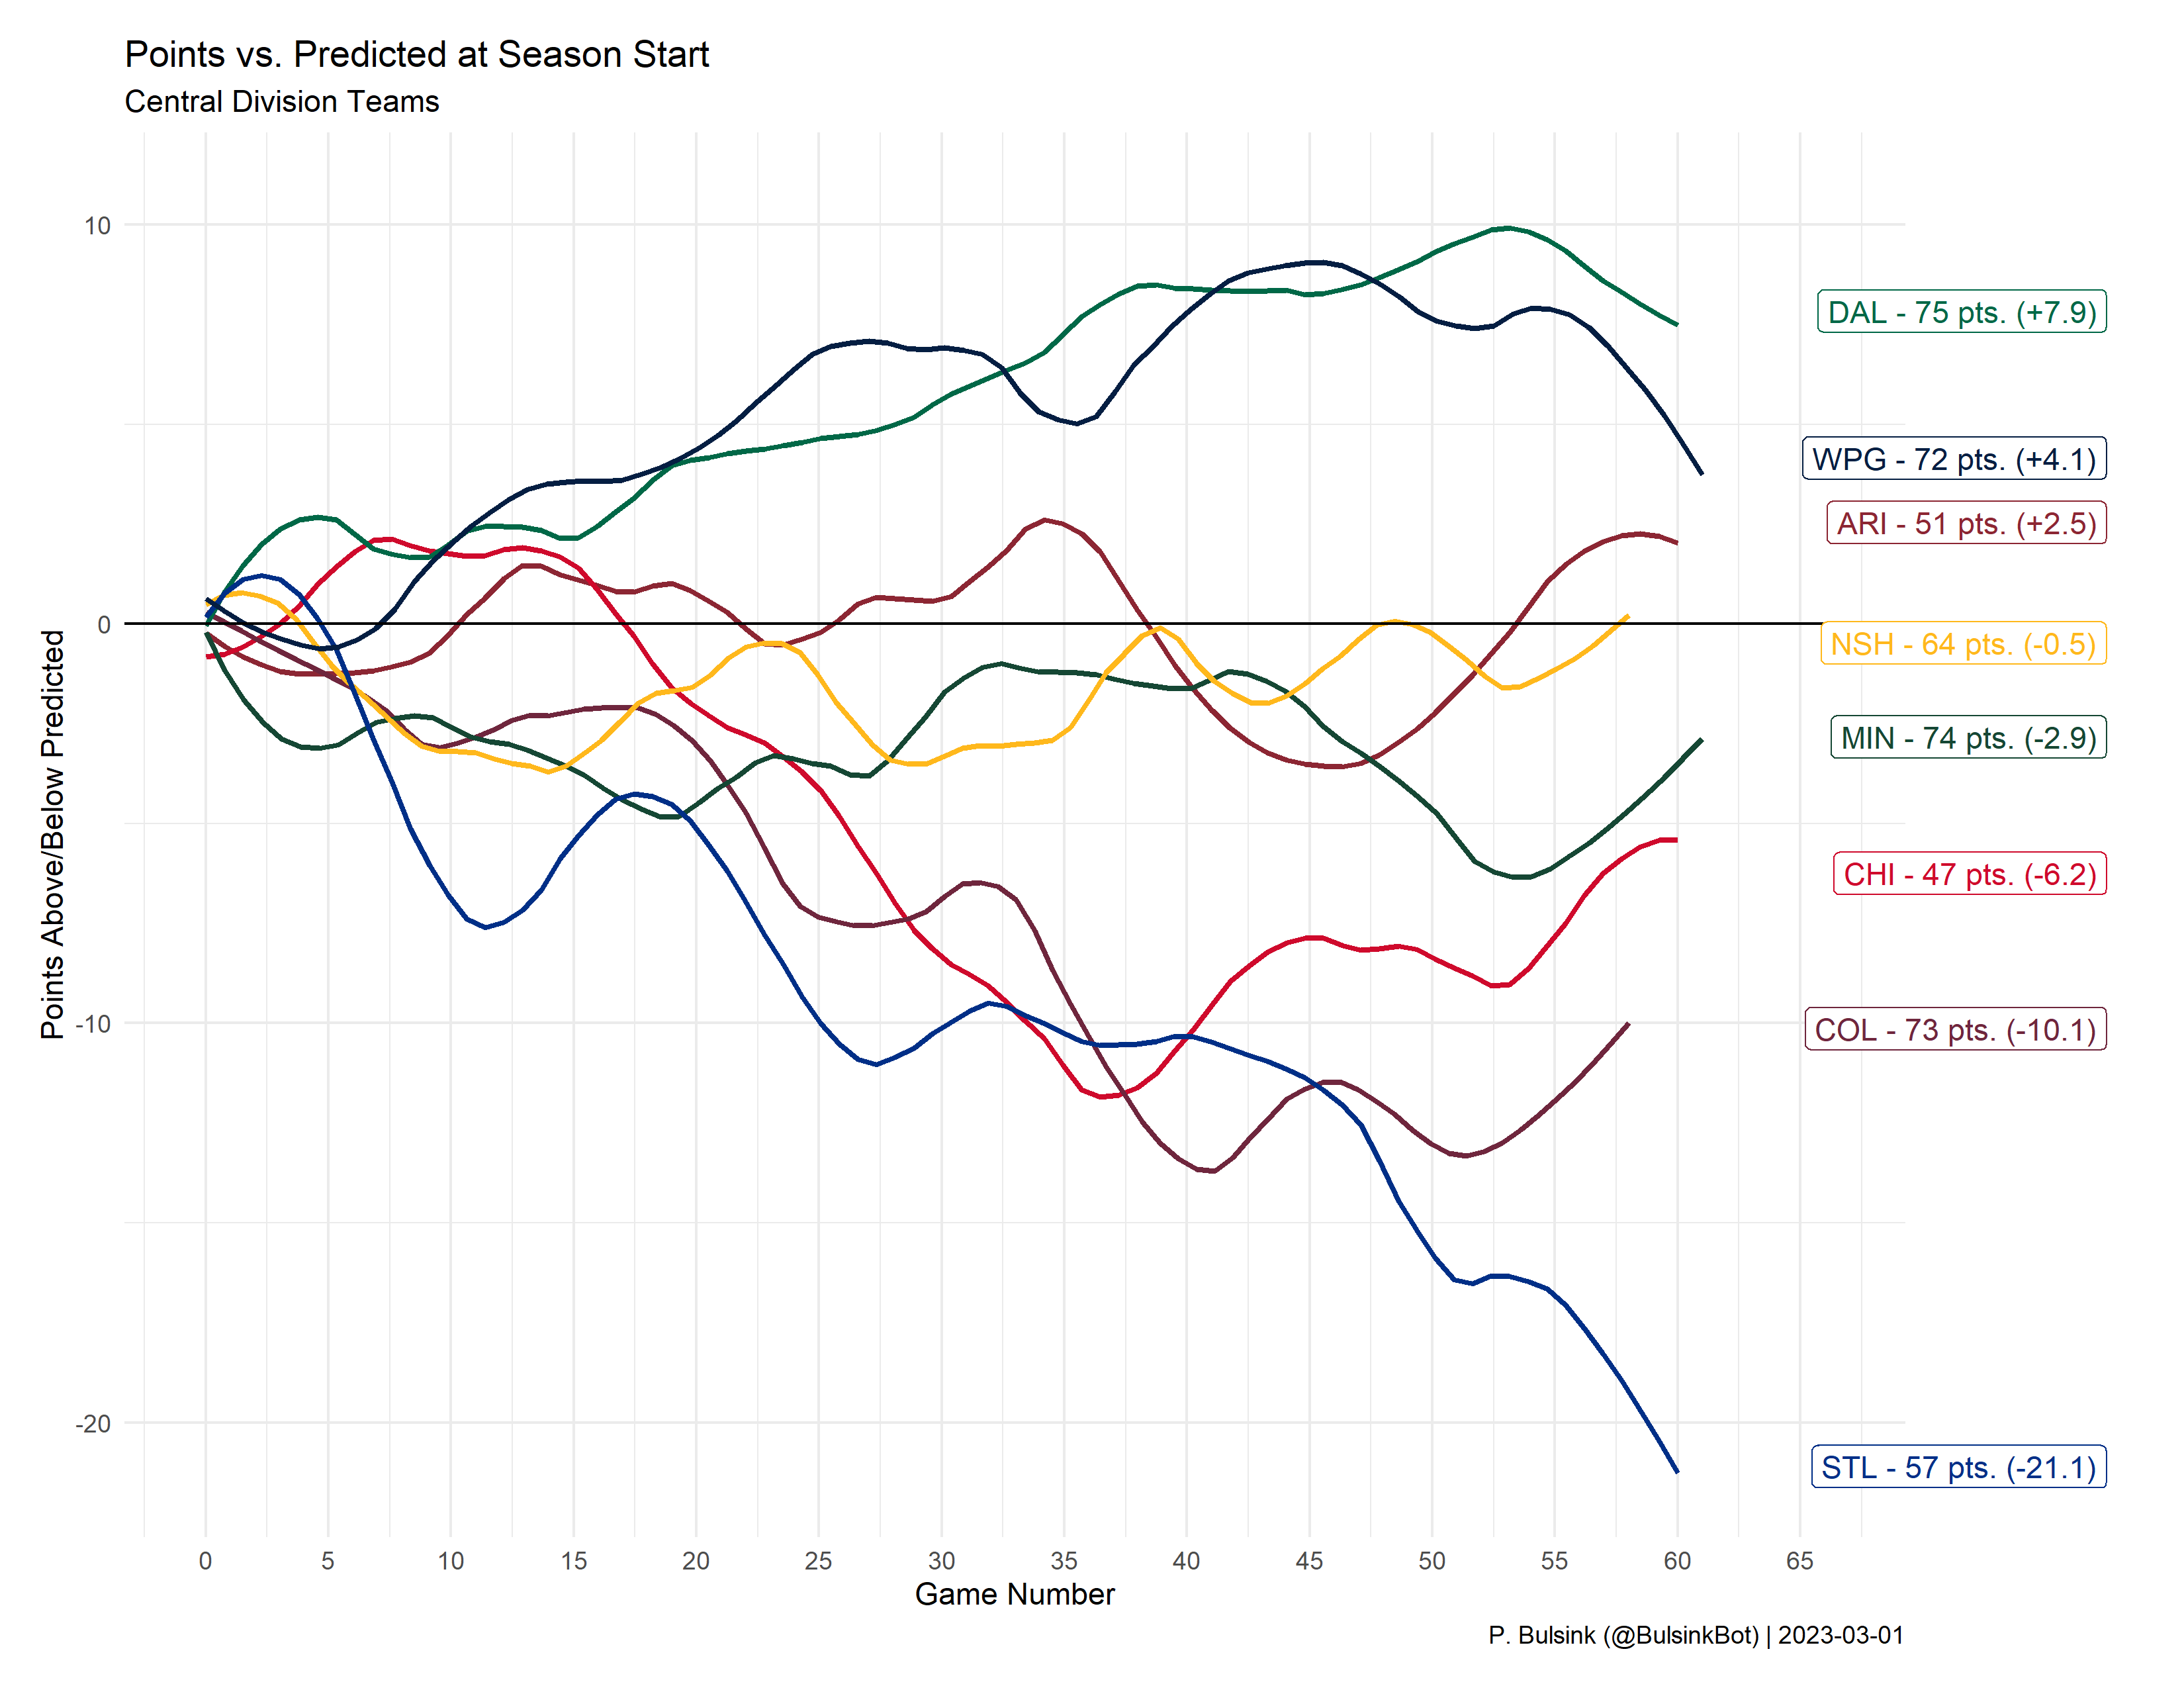 Points vs. Predicted at Season Start
Central Division Teams
Points Above/Below Predicted
10
0
-10
-20
DAL - 75 pts. (+7.9)
WPG - 72 pts. (+4.1)
ARI - 51 pts. (+2.5)
NSH - 64 pts. (-0.5)
MIN - 74 pts. (-2.9)
CHI - 47 pts. (-6.2)
COL - 73 pts. (-10.1)
STL - 57 pts. (-21.1)
0 5 10 15 20 25 30 35 40 45 50 55 60 65
Game Number
P. Bulsink (@BulsinkBot) | 2023-03-01